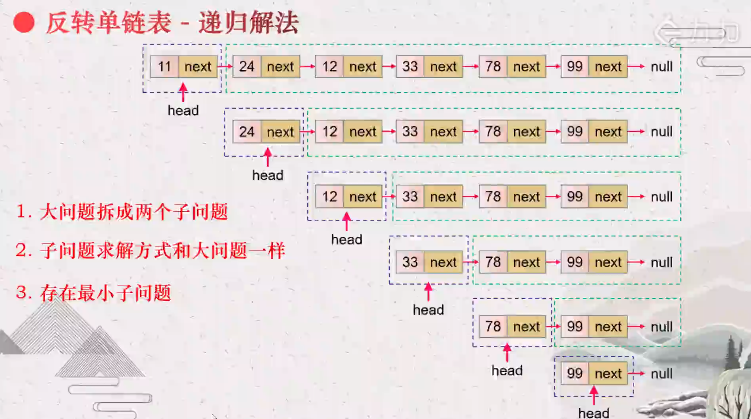 反转单链表 - 递归解法
力扣
11 next 24 next 12 next 33 next 78 next 99 next null
head
24 next 12 next 33 next 78 next 99 next null
head
12 next 33 next 78 next 99 next null
head
1. 大问题拆成两个子问题
2. 子问题求解方式和大问题一样
3. 存在最小子问题
33 next 78 next 99 next null
head
78 next 99 next null
head
99 next null
head